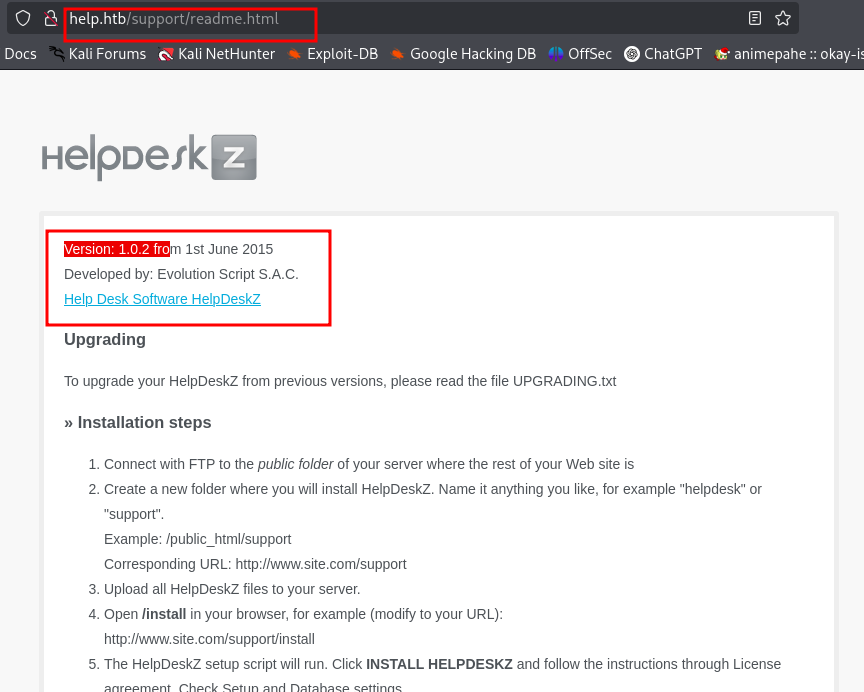 help.htb/support/readme.html
Docs Kali Forums Kali NetHunter Exploit-DB Google Hacking DB OffSec ChatGPT animepahe :: okay-is
HelpDeskZ
Version: 1.0.2 from 1st June 2015
Developed by: Evolution Script S.A.C.
Help Desk Software HelpDeskZ
Upgrading
To upgrade your HelpDeskZ from previous versions, please read the file UPGRADING.txt
» Installation steps
1. Connect with FTP to the public folder of your server where the rest of your Web site is
2. Create a new folder where you will install HelpDeskZ. Name it anything you like, for example "helpdesk" or
"support".
Example: /public_html/support
Corresponding URL: http://www.site.com/support
3. Upload all HelpDeskZ files to your server.
4. Open /install in your browser, for example (modify to your URL):
http://www.site.com/support/install
5. The HelpDeskZ setup script will run. Click INSTALL HELPDESKZ and follow the instructions through License
agreement, Check Setup and Database settings